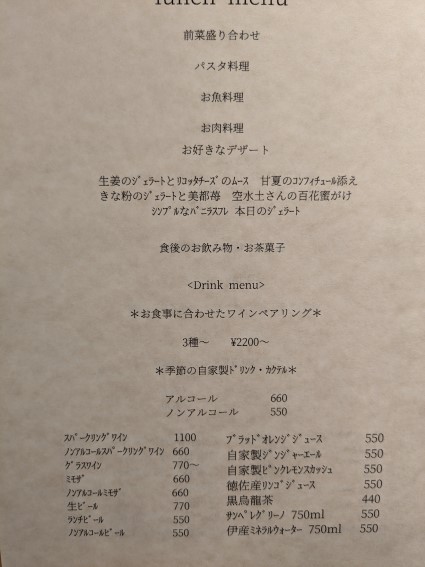 lunch menu
前菜盛り合わせ
パスタ料理
お魚料理
お肉料理
お好きなデザート
生姜のｼﾞｪﾗｰﾄとﾘｺｯﾀﾁｰｽﾞのﾑｰｽ　甘夏のｺﾝﾌｨﾁｭｰﾙ添え
きな粉のｼﾞｪﾗｰﾄと美都苺　空水土さんの百花蜜がけ
ｼﾝﾌﾟﾙなﾊﾞﾆﾗｽﾌﾚ 本日のｼﾞｪﾗｰﾄ
食後のお飲み物・お茶菓子
<Drink menu>
＊お食事に合わせたワインペアリング＊
3種～　¥2200～
＊季節の自家製ﾄﾞﾘﾝｸ・ｶｸﾃﾙ＊
アルコール　660
ノンアルコール　550
ｽﾊﾟｰｸﾘﾝｸﾞﾜｲﾝ　1100
ﾉﾝｱﾙｺｰﾙｽﾊﾟｰｸﾘﾝｸﾞﾜｲﾝ　660
ｸﾞﾗｽﾜｲﾝ　770～
ﾐﾓｻﾞ　660
ﾉﾝｱﾙｺｰﾙﾐﾓｻﾞ　660
生ﾋﾞｰﾙ　770
ﾗﾝﾁﾋﾞｰﾙ　550
ﾉﾝｱﾙｺｰﾙﾋﾞｰﾙ　550
ﾌﾞﾗｯﾄﾞｵﾚﾝｼﾞｼﾞｭｰｽ　550
自家製ｼﾞﾝｼﾞｬｰｴｰﾙ　550
自家製ﾋﾟﾝｸﾚﾓﾝｽｶｯｼｭ　550
徳佐産ﾘﾝｺﾞｼﾞｭｰｽ　550
黒烏龍茶　440
ｻﾝﾍﾟﾚｸﾞﾘｰﾉ 750ml　550
伊産ﾐﾈﾗﾙｳｫｰﾀｰ 750ml　550